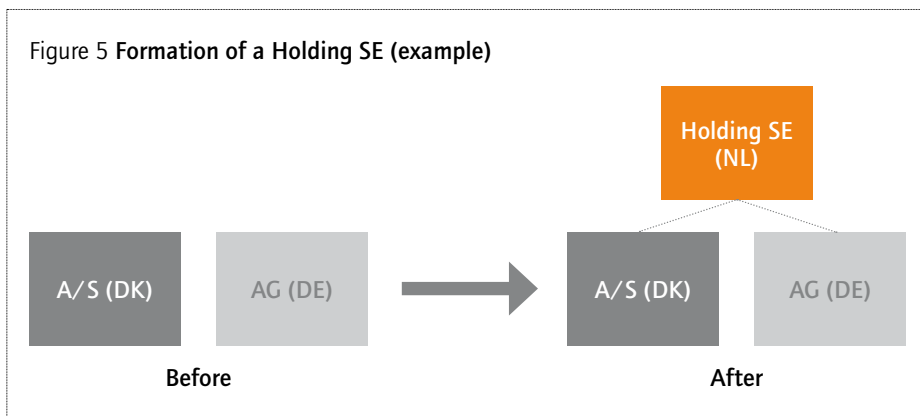 Figure 5 Formation of a Holding SE (example)
Holding SE
(NL)
A/S (DK)
AG (DE)
A/S (DK)
AG (DE)
Before
After